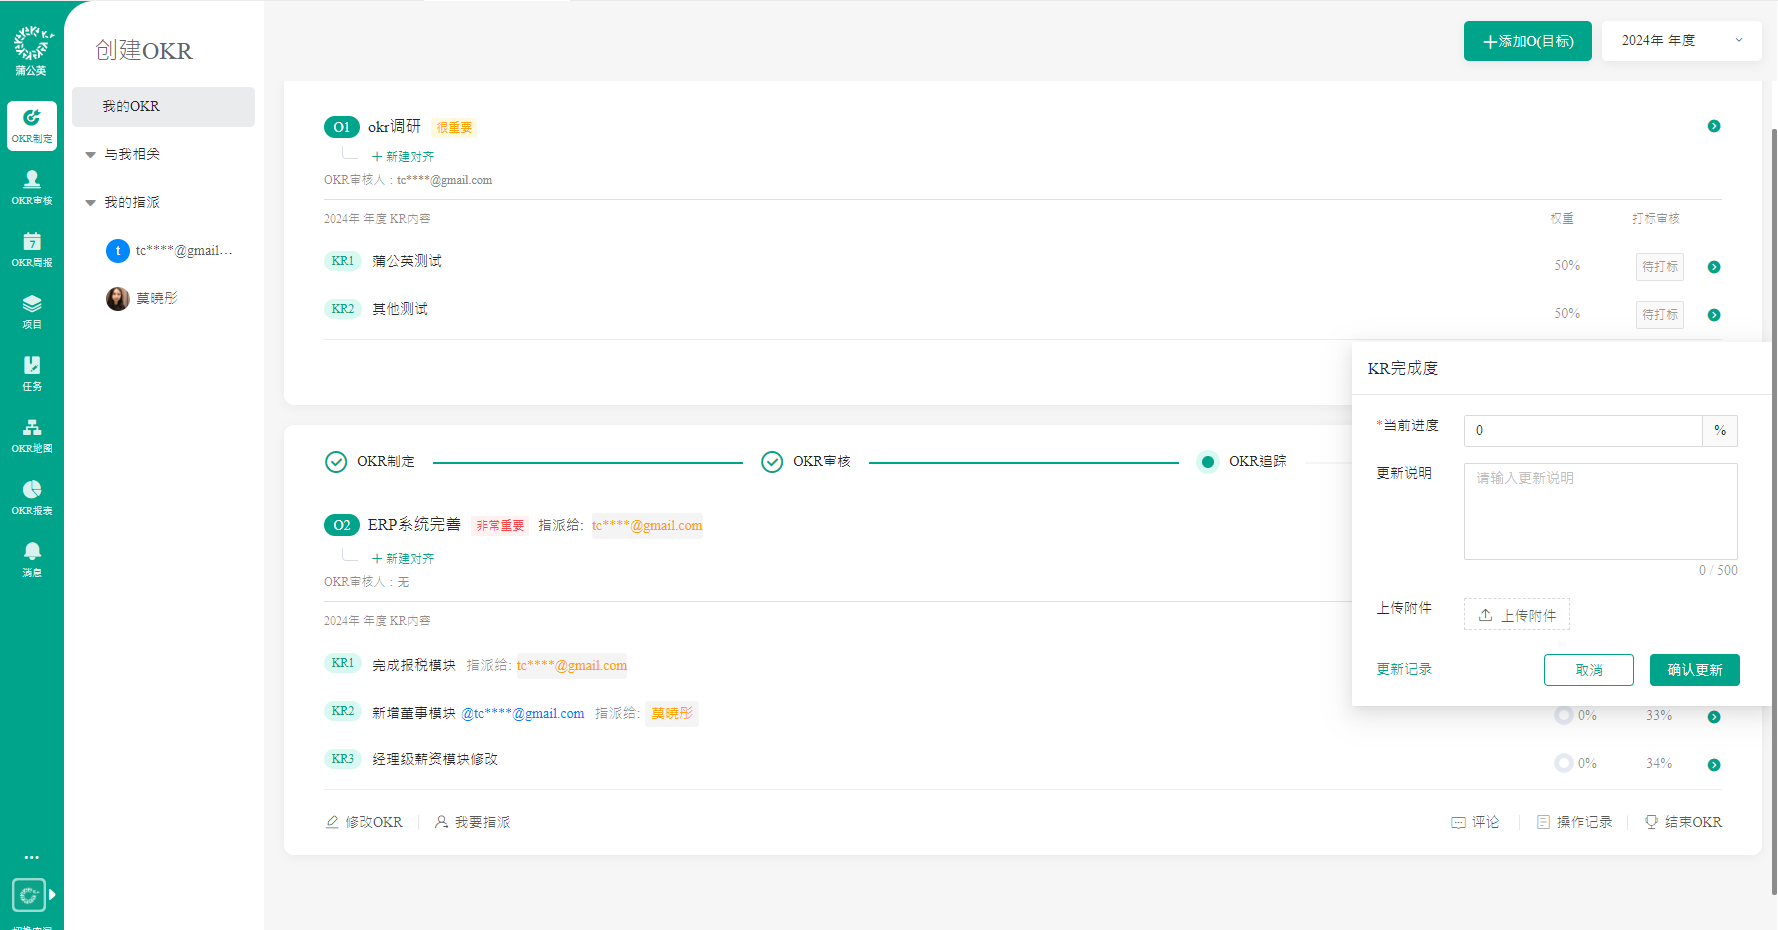 蒲公英
OKR制定
OKR审核
7
OKR周报
项目
任务
OKR地图
OKR报表
消息
创建OKR
我的OKR
与我相关
我的指派
t tc****@gmail...
莫曉彤
添加O(目标)
2024年 年度
O1 okr调研 很重要
新建对齐
OKR审核人：tc****@gmail.com
2024年 年度 KR内容 权重 打标审核
KR1 蒲公英测试 50% 待打标
KR2 其他测试 50% 待打标
OKR制定 OKR审核 OKR追踪
O2 ERP系统完善 非常重要 指派给: tc****@gmail.com
新建对齐
OKR审核人：无
2024年 年度 KR内容
KR1 完成报税模块 指派给: tc****@gmail.com
KR2 新增董事模块 @tc****@gmail.com 指派给: 莫曉彤 0% 33%
KR3 经理级薪资模块修改 0% 34%
修改OKR 我要指派 评论 操作记录 结束OKR
KR完成度
*当前进度 0 %
更新说明 请输入更新说明
0 / 500
上传附件 上传附件
更新记录 取消 确认更新